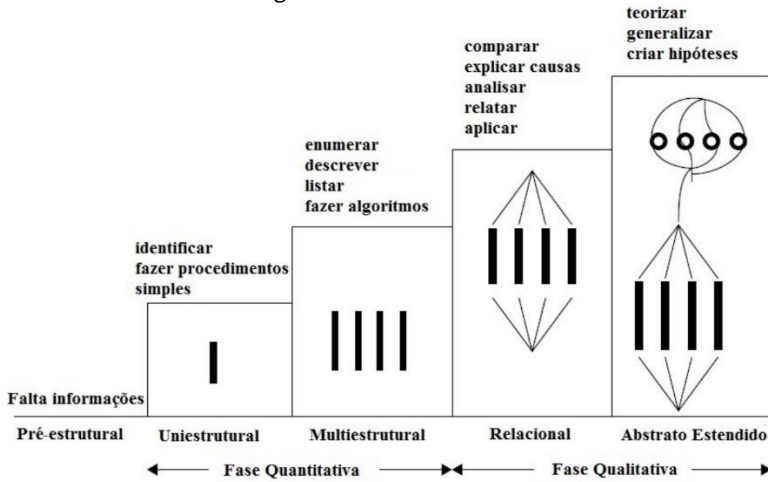 teorizar
generalizar
criar hipóteses
comparar
explicar causas
analisar
relatar
aplicar
enumerar
descrever
listar
fazer algoritmos
identificar
fazer procedimentos
simples
Falta informações
Pré-estrutural
Uniestrutural
Multiestrutural
Relacional
Abstrato Estendido
Fase Quantitativa
Fase Qualitativa